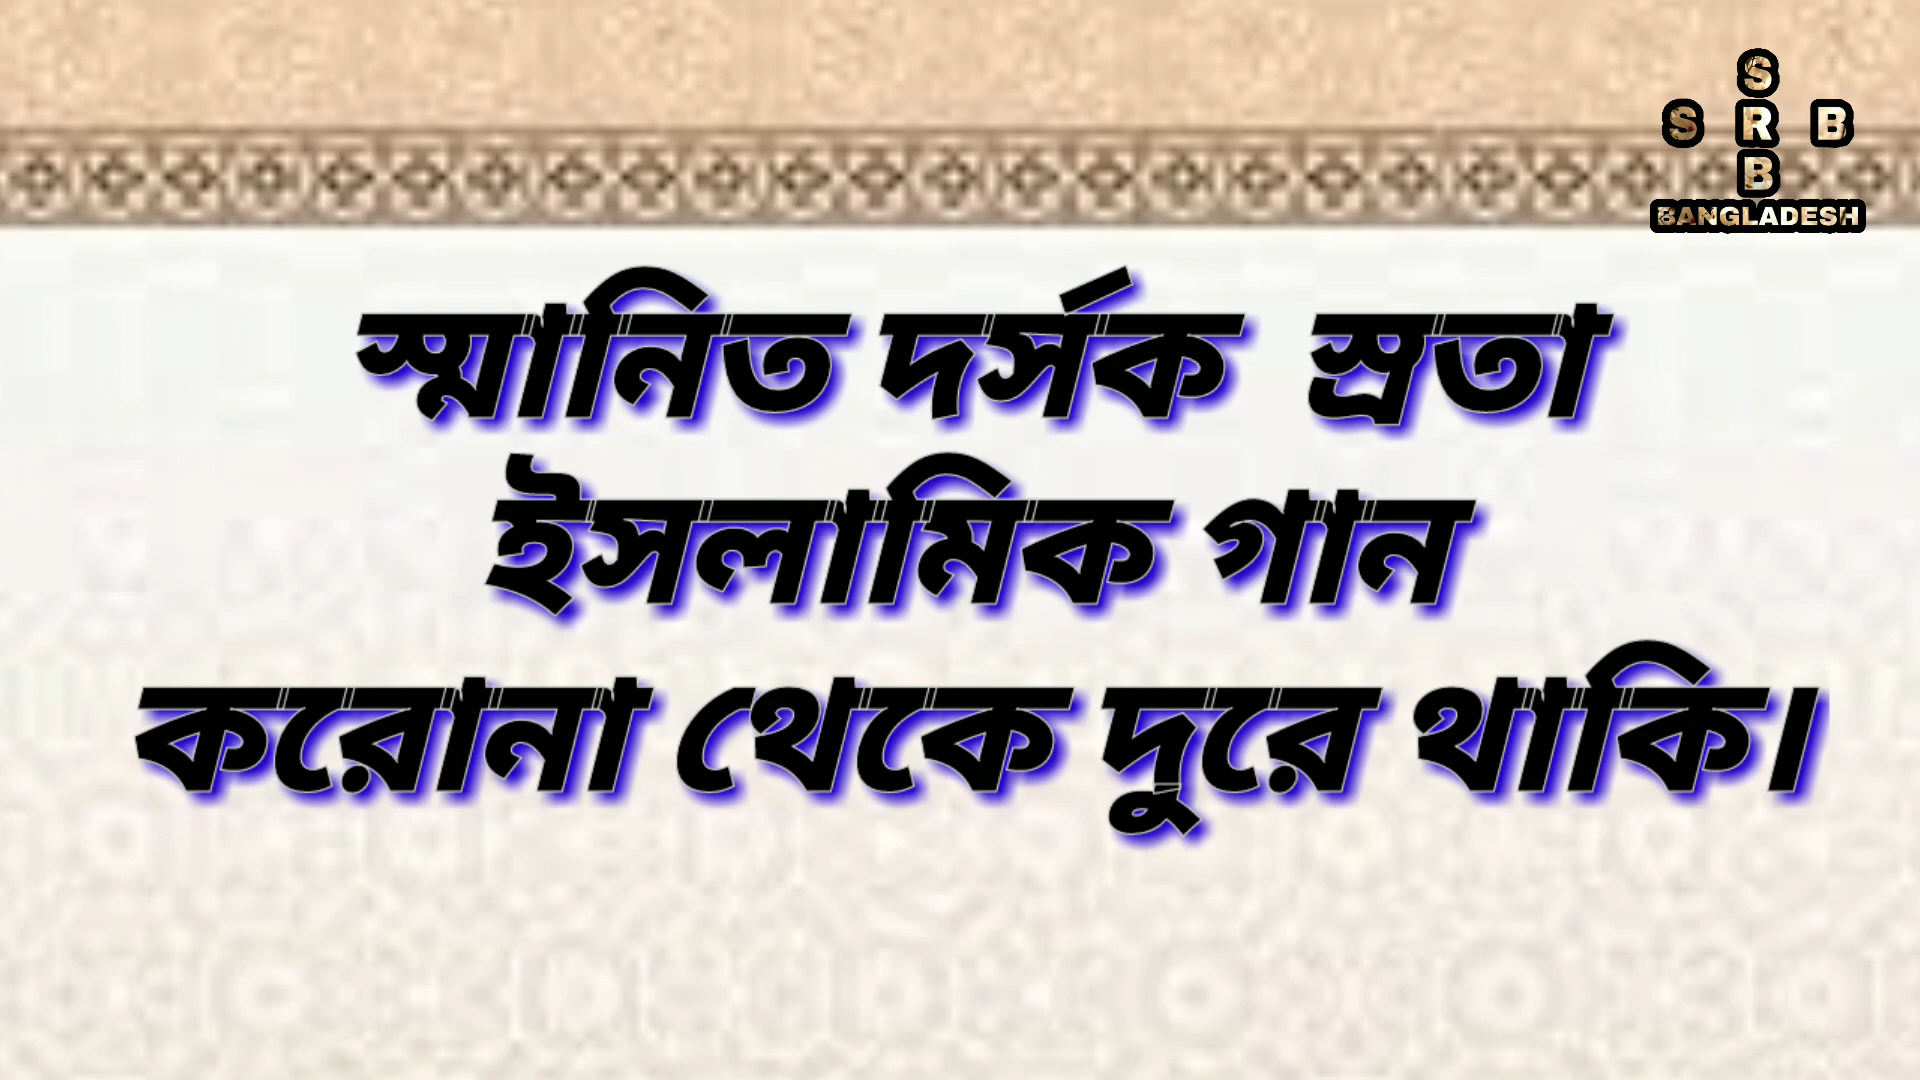 S
S R B
B
BANGLADESH
স্মানিত দর্সক স্রতা
ইসলামিক গান
করোনা থেকে দুরে থাকি।